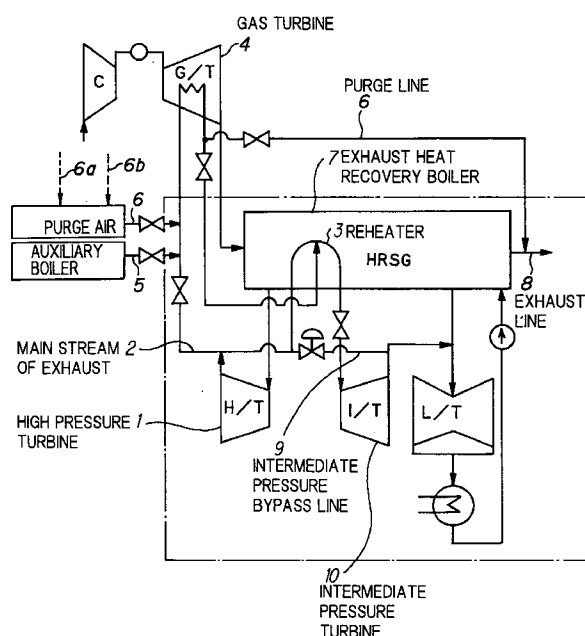 GAS TURBINE
4
G/T
C
PURGE LINE
6
6a
6b
7 EXHAUST HEAT
RECOVERY BOILER
PURGE AIR
6
AUXILIARY
BOILER
5
3 REHEATER
HRSG
8
EXHAUST
LINE
MAIN STREAM 2
OF EXHAUST
H/T
I/T
L/T
HIGH PRESSURE 1
TURBINE
9
INTERMEDIATE
PRESSURE
BYPASS LINE
10
INTERMEDIATE
PRESSURE
TURBINE